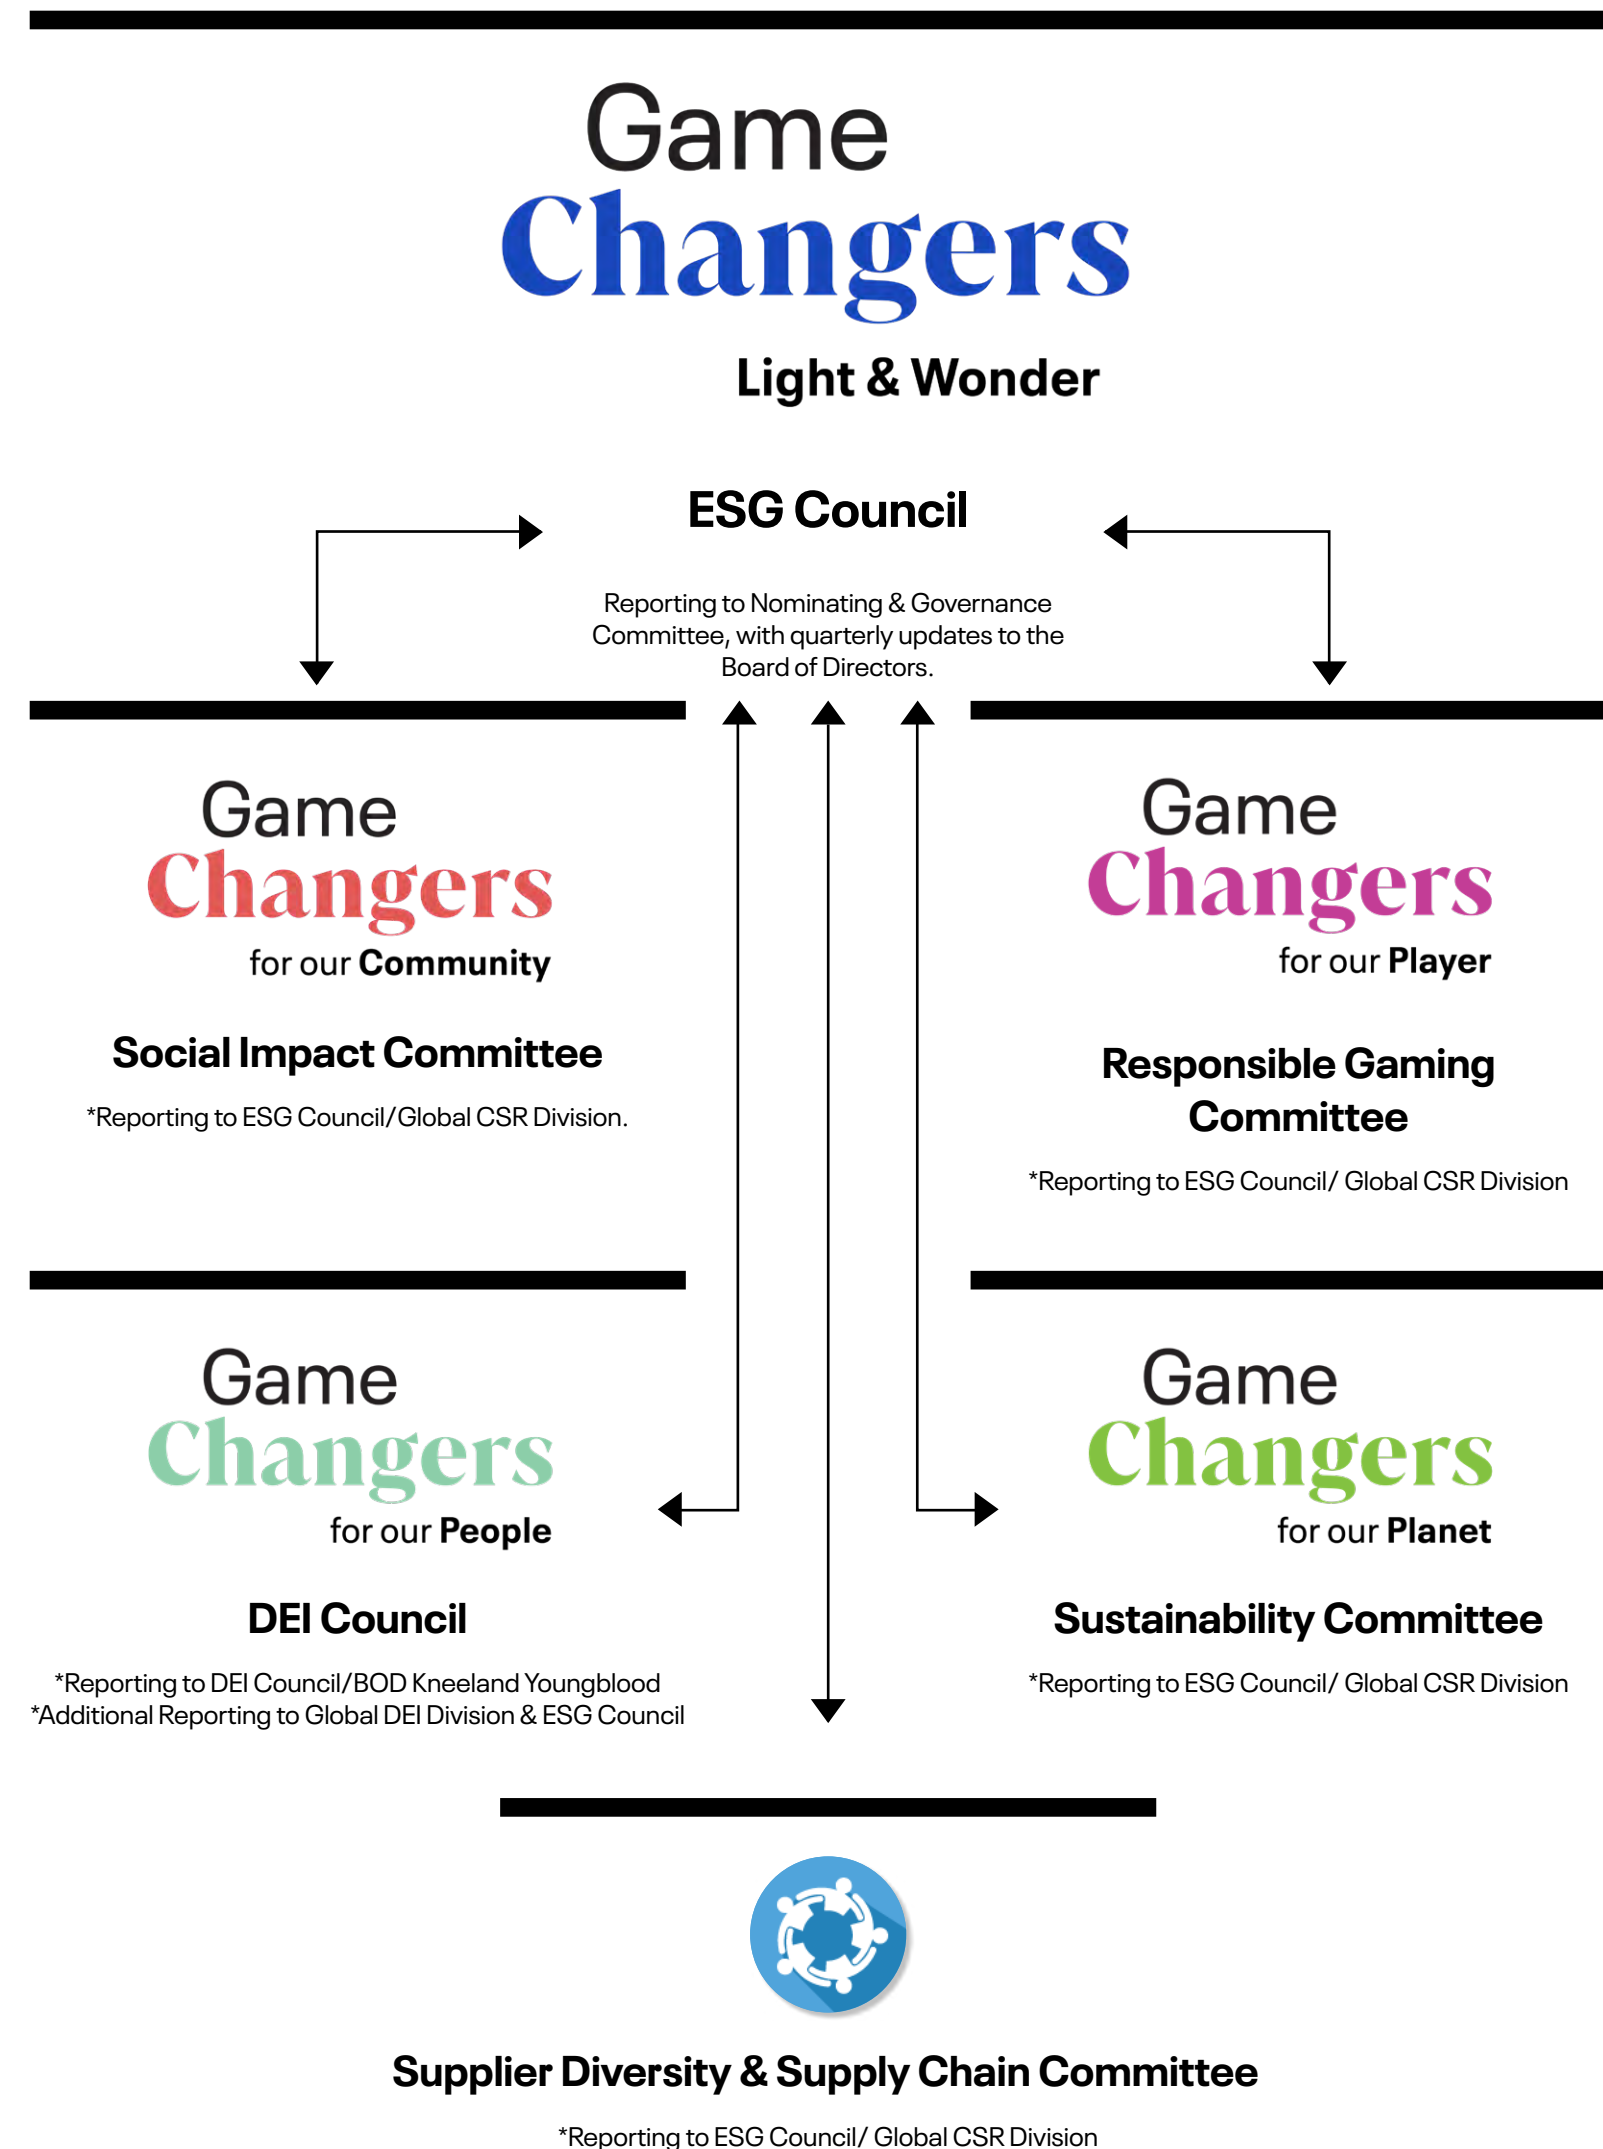 Game
Changers
Light & Wonder
ESG Council
Reporting to Nominating & Governance
Committee, with quarterly updates to the
Board of Directors.
Game
Changers
for our Community
Social Impact Committee
*Reporting to ESG Council/Global CSR Division.
Game
Changers
for our Player
Responsible Gaming
Committee
*Reporting to ESG Council/ Global CSR Division
Game
Changers
for our People
DEI Council
*Reporting to DEI Council/BOD Kneeland Youngblood
*Additional Reporting to Global DEI Division & ESG Council
Game
Changers
for our Planet
Sustainability Committee
*Reporting to ESG Council/ Global CSR Division
Supplier Diversity & Supply Chain Committee
*Reporting to ESG Council/ Global CSR Division